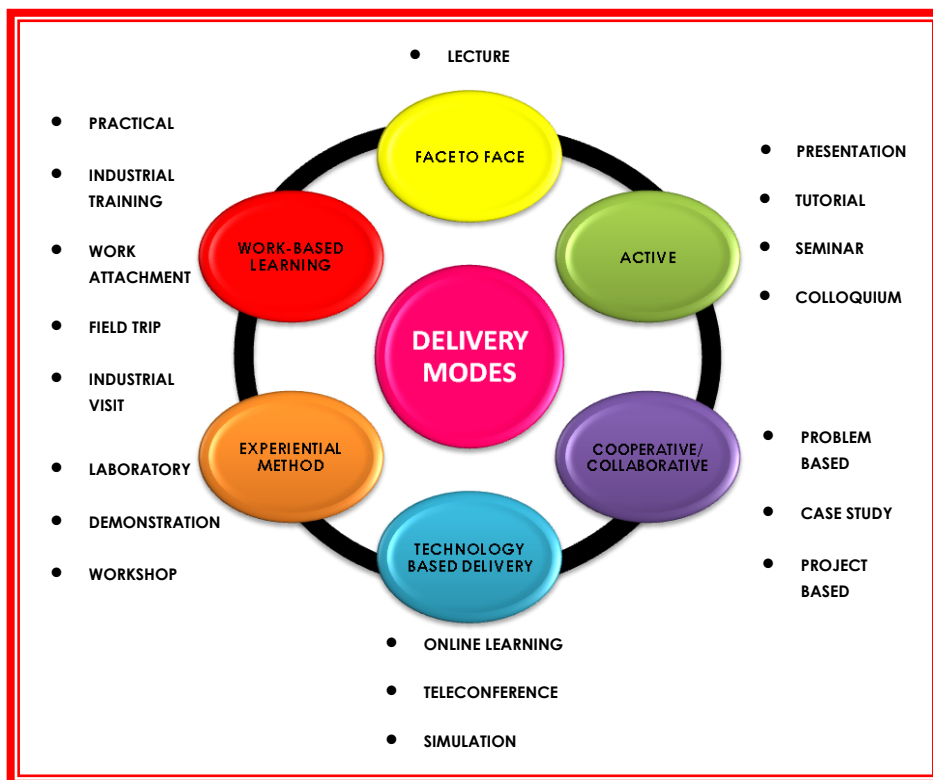 LECTURE
FACE TO FACE
PRACTICAL
INDUSTRIAL
TRAINING
WORK
ATTACHMENT
FIELD TRIP
INDUSTRIAL
VISIT
WORK-BASED
LEARNING
PRESENTATION
TUTORIAL
SEMINAR
COLLOQUIUM
ACTIVE
DELIVERY
MODES
EXPERIENTIAL
METHOD
LABORATORY
DEMONSTRATION
WORKSHOP
COOPERATIVE/
COLLABORATIVE
PROBLEM
BASED
CASE STUDY
PROJECT
BASED
TECHNOLOGY
BASED DELIVERY
ONLINE LEARNING
TELECONFERENCE
SIMULATION